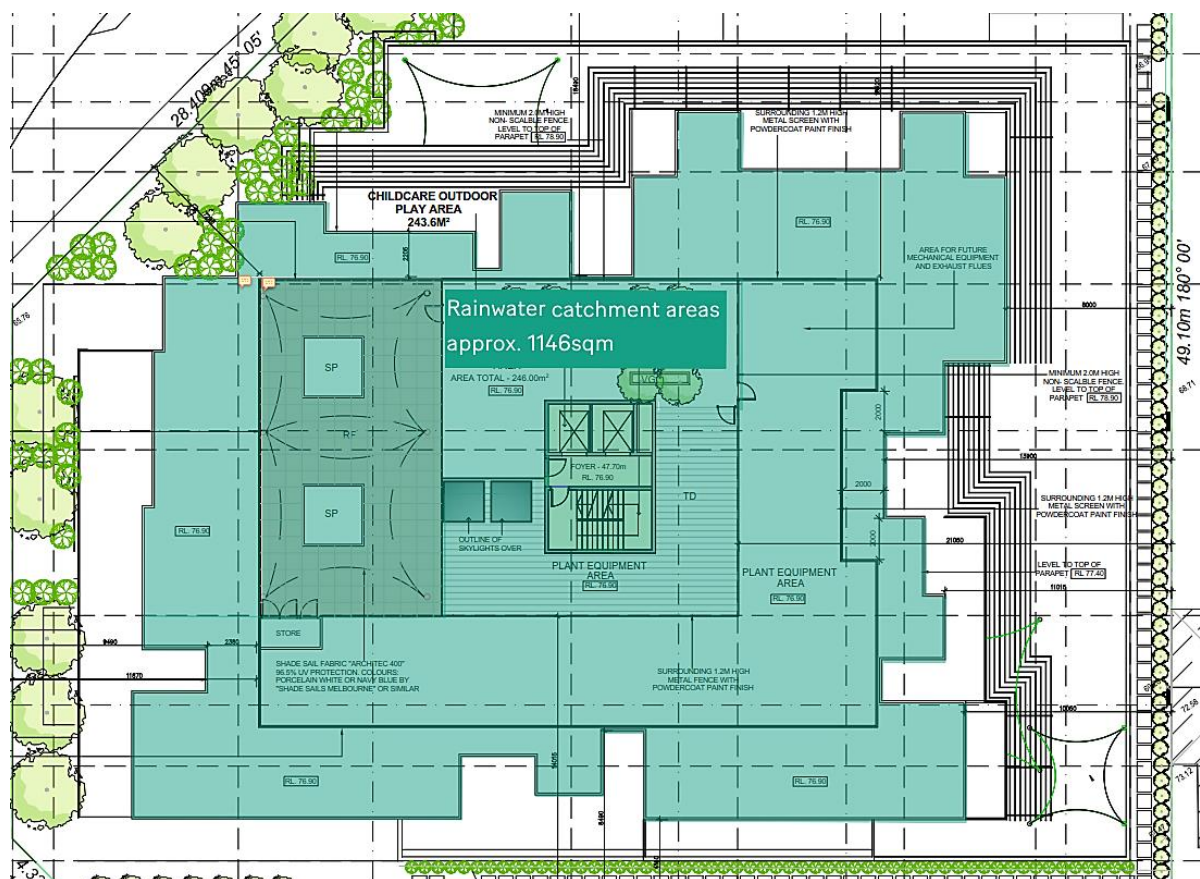 28.409m 45° 05'
MINIMUM 2.0M HIGH
NON- SCALBLE FENCE.
LEVEL TO TOP OF
PARAPET RL 78.90
SURROUNDING 1.2M HIGH
METAL SCREEN WITH
POWDERCOAT PAINT FINISH
CHILDCARE OUTDOOR
PLAY AREA
243.6M²
RL. 76.90
RL. 76.90
AREA FOR FUTURE
MECHANICAL EQUIPMENT
AND EXHAUST FLUES
49.10m 180° 00'
8000
Rainwater catchment areas
approx. 1146sqm
SP
AREA TOTAL - 246.00m²
RL. 76.90
VG
MINIMUM 2.0M HIGH
NON- SCALBLE FENCE.
LEVEL TO TOP OF
PARAPET RL 78.90
68.71
65.76
2000
RF
FOYER - 47.70m
RL. 76.90
13900
2000
SP
TD
SURROUNDING 1.2M HIGH
METAL SCREEN WITH
POWDERCOAT PAINT FINISH
RL. 76.90
OUTLINE OF
SKYLIGHTS OVER
2000
21060
PLANT EQUIPMENT
AREA
RL. 76.90
PLANT EQUIPMENT
AREA
RL. 76.90
LEVEL TO TOP OF
PARAPET RL 77.40
11015
STORE
9490
2380
11870
SHADE SAIL FABRIC "ARCHITEC 400"
96.5% UV PROTECTION. COLOURS:
PORCELAIN WHITE OR NAVY BLUE BY
"SHADE SAILS MELBOURNE" OR SIMILAR
SURROUNDING 1.2M HIGH
METAL FENCE WITH
POWDERCOAT PAINT FINISH
10060
72.58
73.12
14015
RL. 76.90
RL. 76.90
8490